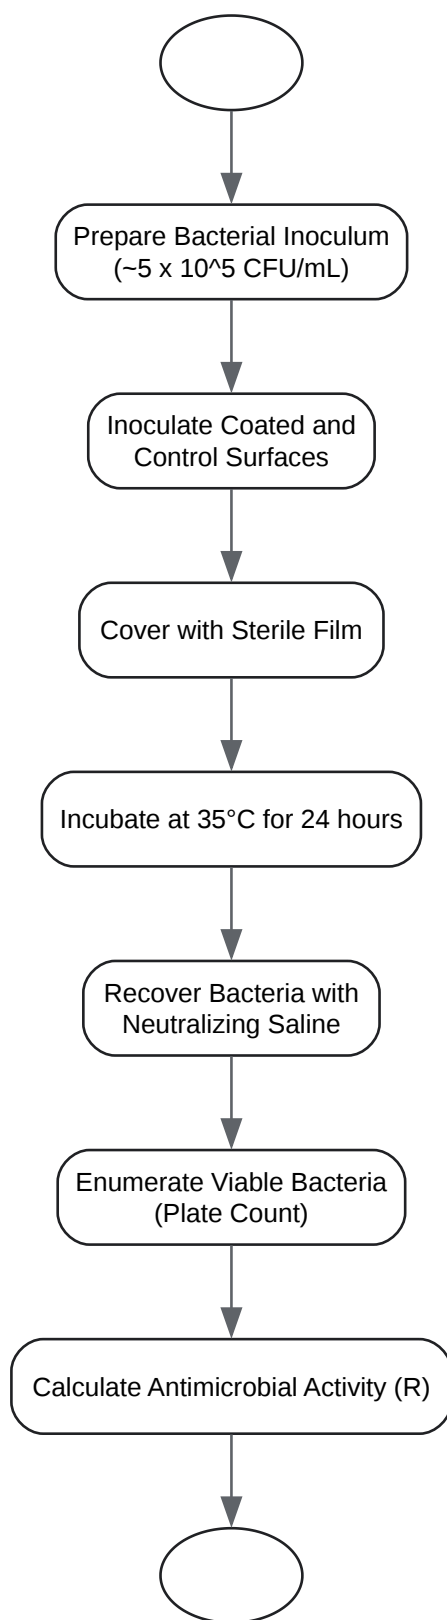 Prepare Bacterial Inoculum
(~5 x 10^5 CFU/mL)
Inoculate Coated and
Control Surfaces
Cover with Sterile Film
Incubate at 35°C for 24 hours
Recover Bacteria with
Neutralizing Saline
Enumerate Viable Bacteria
(Plate Count)
Calculate Antimicrobial Activity (R)